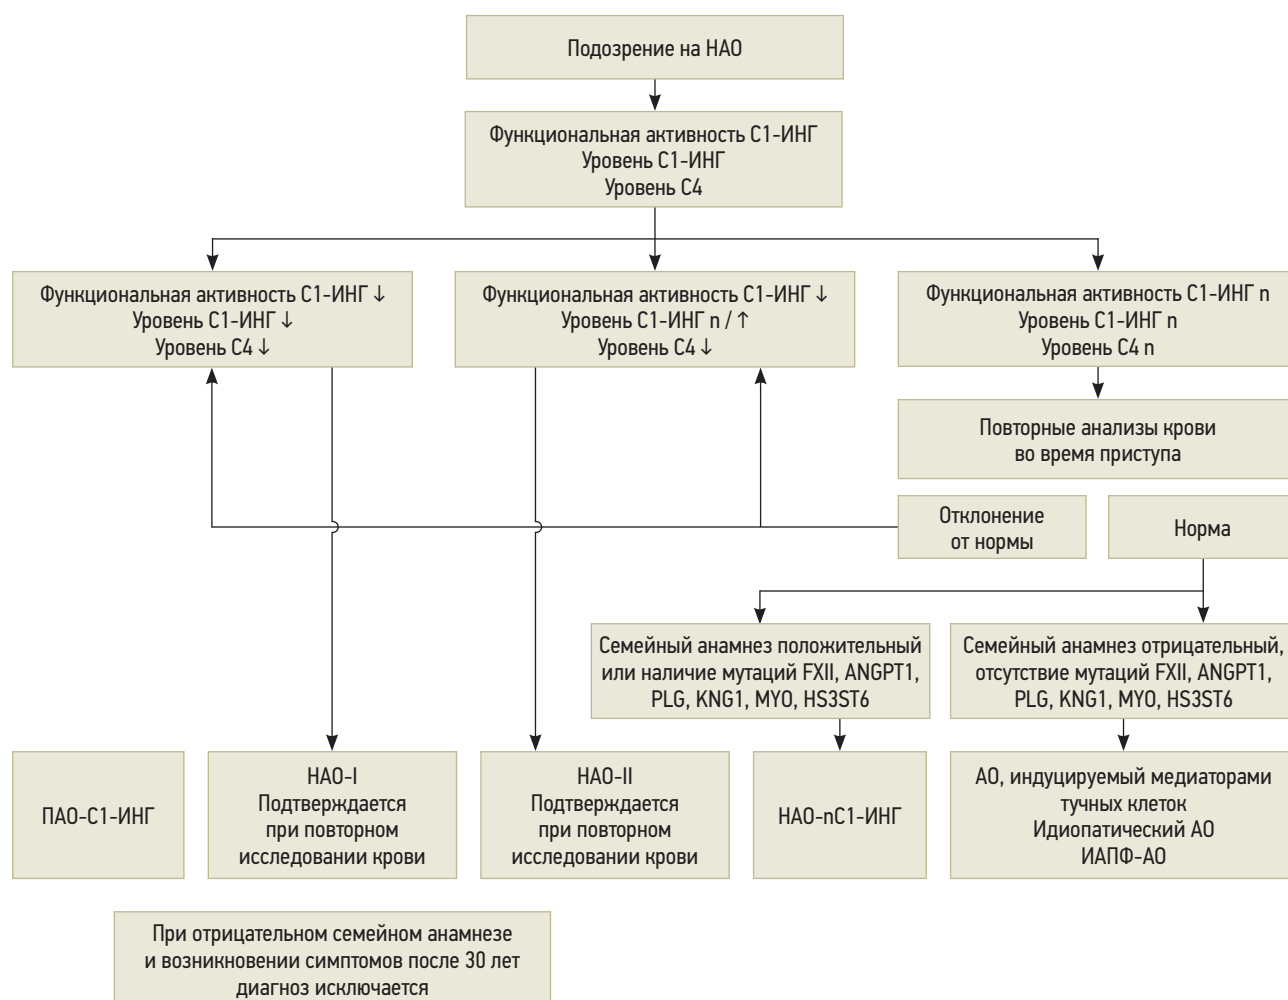 Подозрение на НАО
Функциональная активность С1-ИНГ
Уровень С1-ИНГ
Уровень С4
Функциональная активность С1-ИНГ ↓
Уровень С1-ИНГ ↓
Уровень С4 ↓
Функциональная активность С1-ИНГ ↓
Уровень С1-ИНГ n / ↑
Уровень С4 ↓
Функциональная активность С1-ИНГ n
Уровень С1-ИНГ n
Уровень С4 n
Повторные анализы крови
во время приступа
Отклонение
от нормы
Норма
Семейный анамнез положительный
или наличие мутаций FXII, ANGPT1,
PLG, KNG1, MYO, HS3ST6
Семейный анамнез отрицательный,
отсутствие мутаций FXII, ANGPT1,
PLG, KNG1, MYO, HS3ST6
ПАО-С1-ИНГ
НАО-I
Подтверждается
при повторном
исследовании крови
НАО-II
Подтверждается
при повторном
исследовании крови
НАО-nС1-ИНГ
АО, индуцируемый медиаторами
тучных клеток
Идиопатический АО
ИАПФ-АО
При отрицательном семейном анамнезе
и возникновении симптомов после 30 лет
диагноз исключается